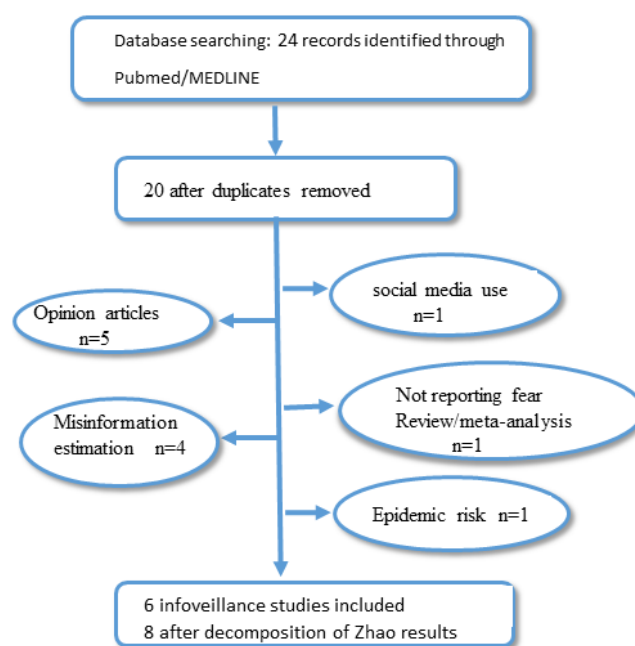 Database searching: 24 records identified through
Pubmed/MEDLINE
20 after duplicates removed
social media use
n=1
Opinion articles
n=5
Not reporting fear
Review/meta-analysis
n=1
Misinformation
estimation n=4
Epidemic risk n=1
6 infoveillance studies included
8 after decomposition of Zhao results